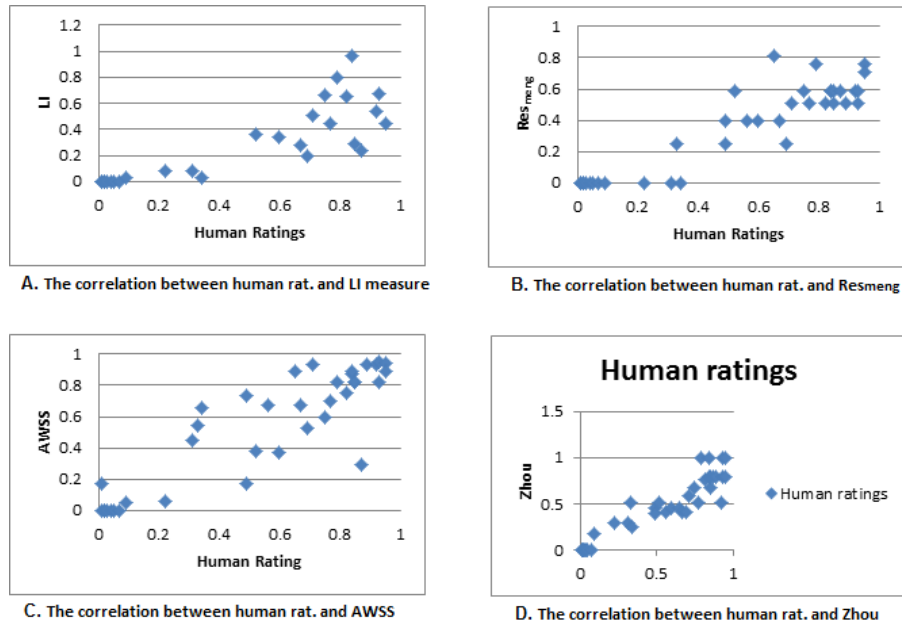 1.2
1
0.8
0.6
0.4
0.2
0
LI
0 0.2 0.4 0.6 0.8 1
Human Ratings
A. The correlation between human rat. and LI measure
1
0.8
0.6
0.4
0.2
0
Resmeng
0 0.2 0.4 0.6 0.8 1
Human Ratings
B. The correlation between human rat. and Resmeng
1
0.8
0.6
0.4
0.2
0
AWSS
0 0.2 0.4 0.6 0.8 1
Human Rating
C. The correlation between human rat. and AWSS
Human ratings
1.5
1
0.5
0
Zhou
0 0.5 1
Human ratings
D. The correlation between human rat. and Zhou